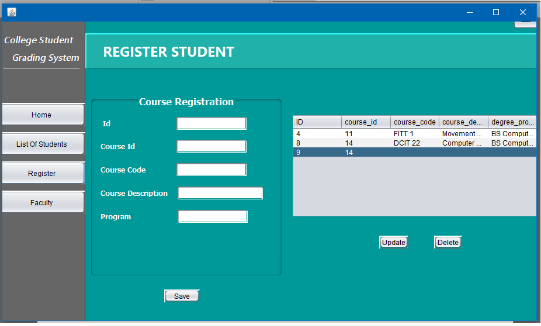 College Student
Grading System
REGISTER STUDENT
Home
List Of Students
Register
Faculty
Course Registration
Id
Course Id
Course Code
Course Description
Program
Save
ID course_id course_code course_de... degree_pro...
4 11 FITT 1 Movement... BS Comput...
8 14 DCIT 22 Computer ... BS Comput...
9 14
Update Delete